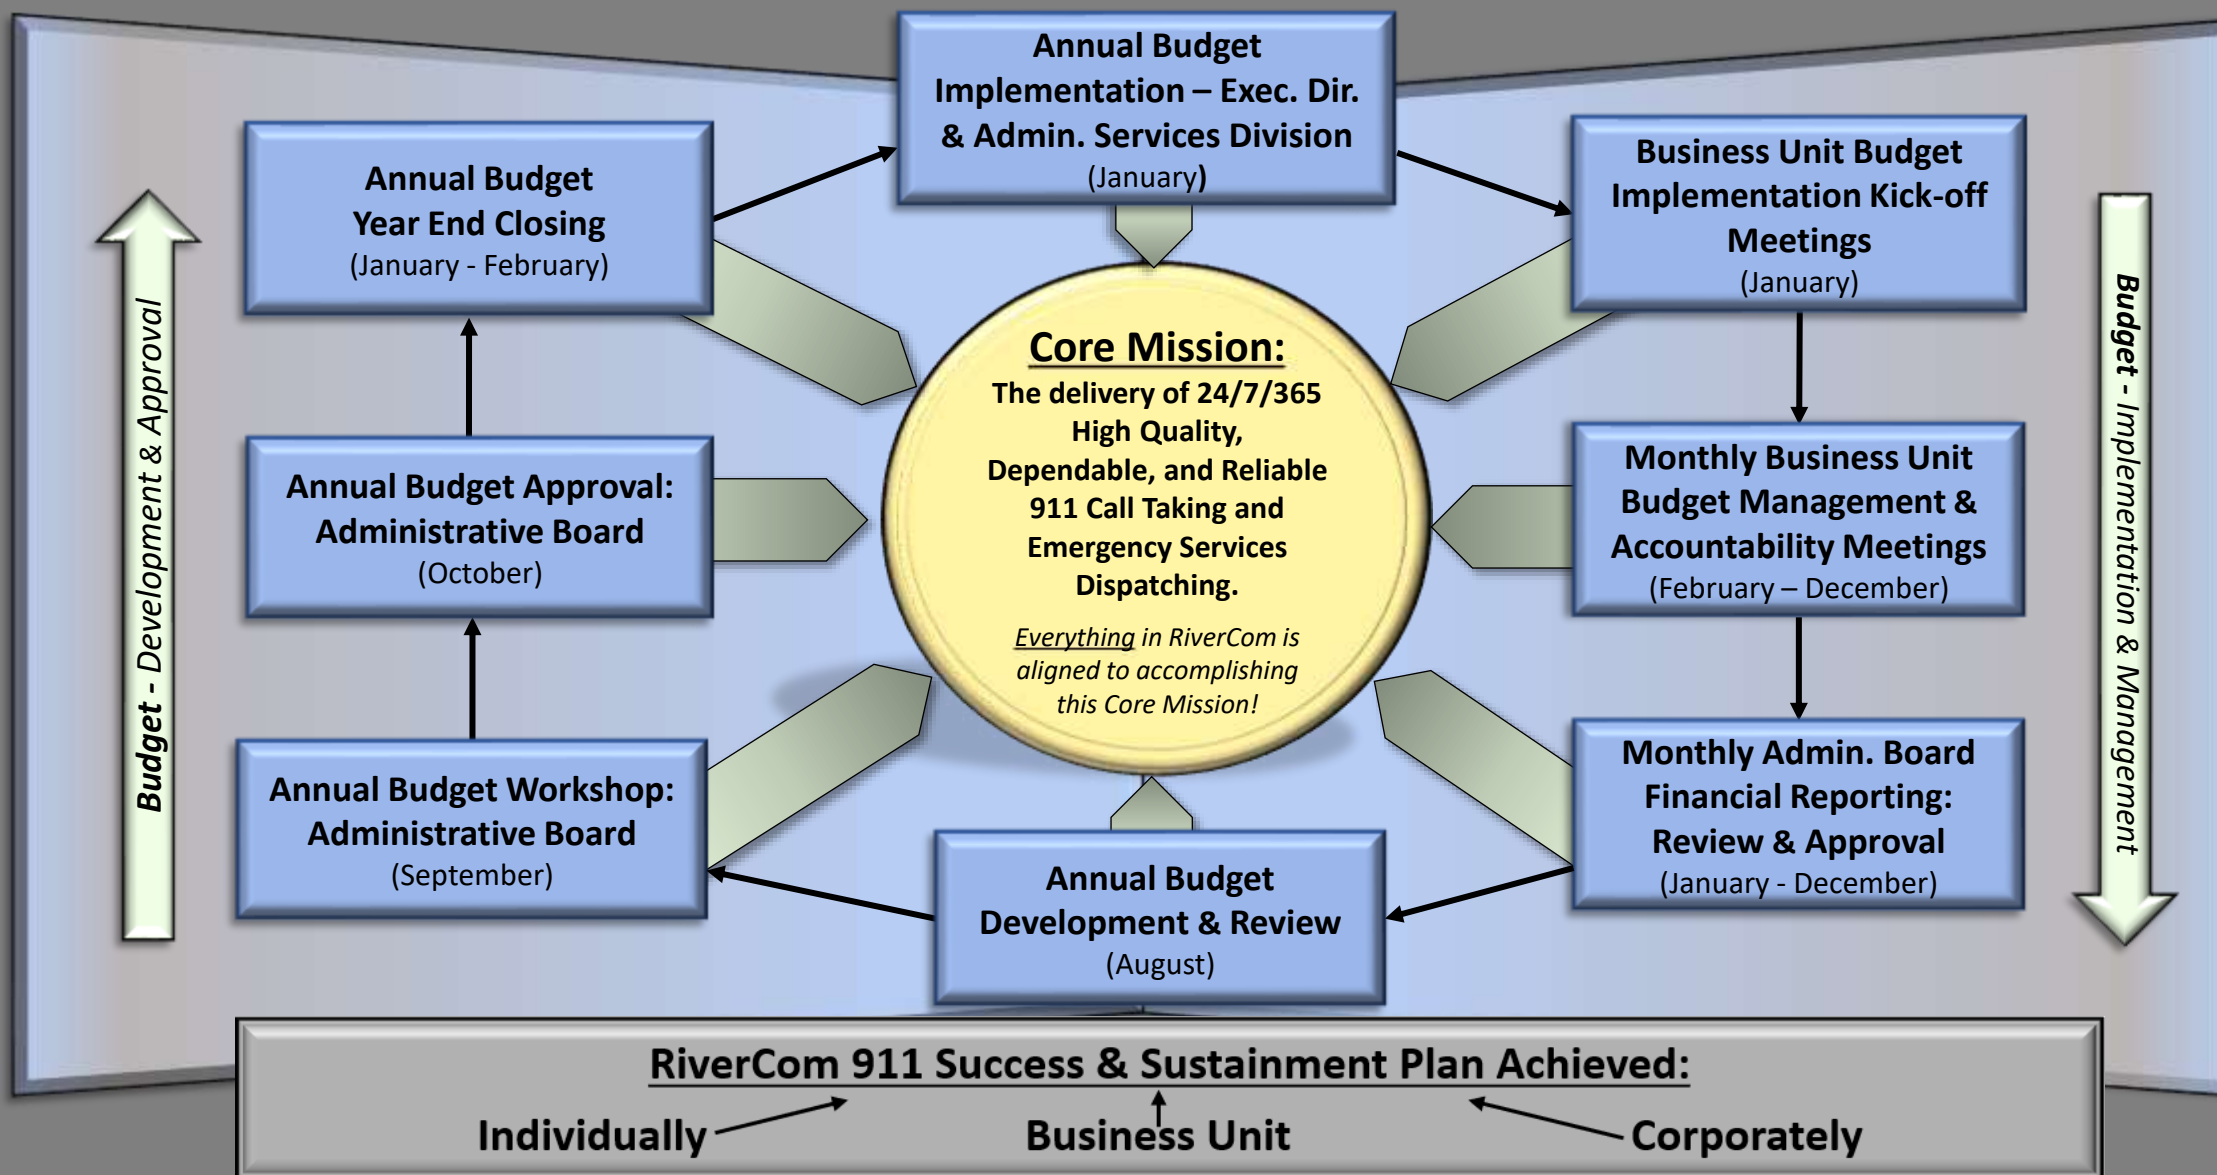 Annual Budget
Implementation – Exec. Dir.
& Admin. Services Division
(January)
Business Unit Budget
Implementation Kick-off
Meetings
(January)
Monthly Business Unit
Budget Management &
Accountability Meetings
(February – December)
Monthly Admin. Board
Financial Reporting:
Review & Approval
(January - December)
Annual Budget
Development & Review
(August)
Annual Budget Workshop:
Administrative Board
(September)
Annual Budget Approval:
Administrative Board
(October)
Annual Budget
Year End Closing
(January - February)
Budget - Development & Approval
Budget - Implementation & Management
Core Mission:
The delivery of 24/7/365
High Quality,
Dependable, and Reliable
911 Call Taking and
Emergency Services
Dispatching.
Everything in RiverCom is
aligned to accomplishing
this Core Mission!
RiverCom 911 Success & Sustainment Plan Achieved:
Individually Business Unit Corporately